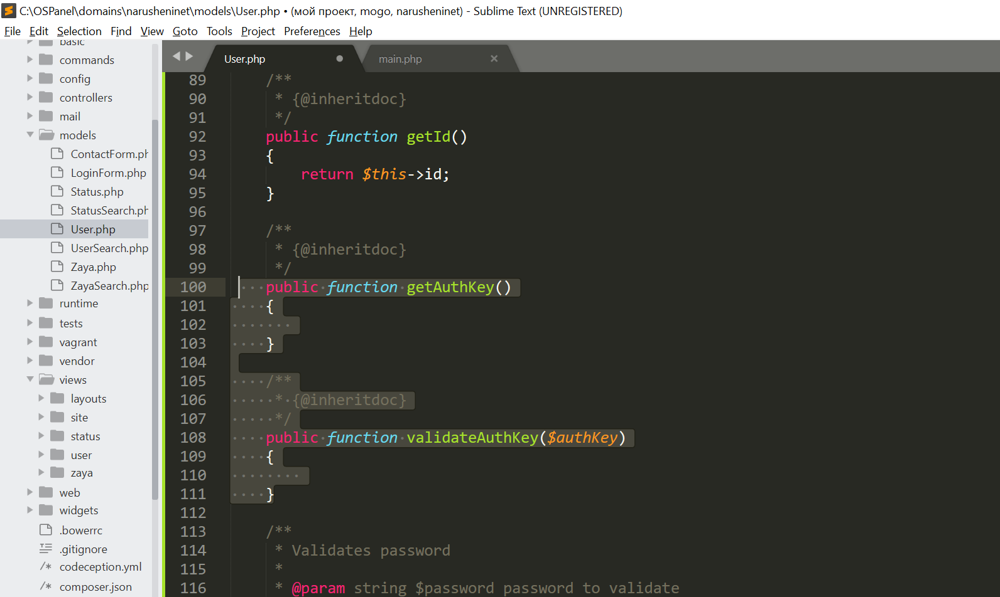 C:\OSPanel\domains\narusheninet\models\User.php • (мой проект, mogo, narusheninet) - Sublime Text (UNREGISTERED)
File Edit Selection Find View Goto Tools Project Preferences Help
basic
commands
config
controllers
mail
models
ContactForm.ph
LoginForm.php
Status.php
StatusSearch.ph
User.php
UserSearch.php
Zaya.php
ZayaSearch.php
runtime
tests
vagrant
vendor
views
layouts
site
status
user
zaya
web
widgets
.bowerrc
.gitignore
/* codeception.yml
/* composer.json
User.php
main.php ×
89 /**
90 * {@inheritdoc}
91 */
92 public function getId()
93 {
94 return $this->id;
95 }
96
97 /**
98 * {@inheritdoc}
99 */
100 public function getAuthKey()
101 {
102
103 }
104
105 /**
106 * {@inheritdoc}
107 */
108 public function validateAuthKey($authKey)
109 {
110
111 }
112
113 /**
114 * Validates password
115 *
116 * @param string $password password to validate